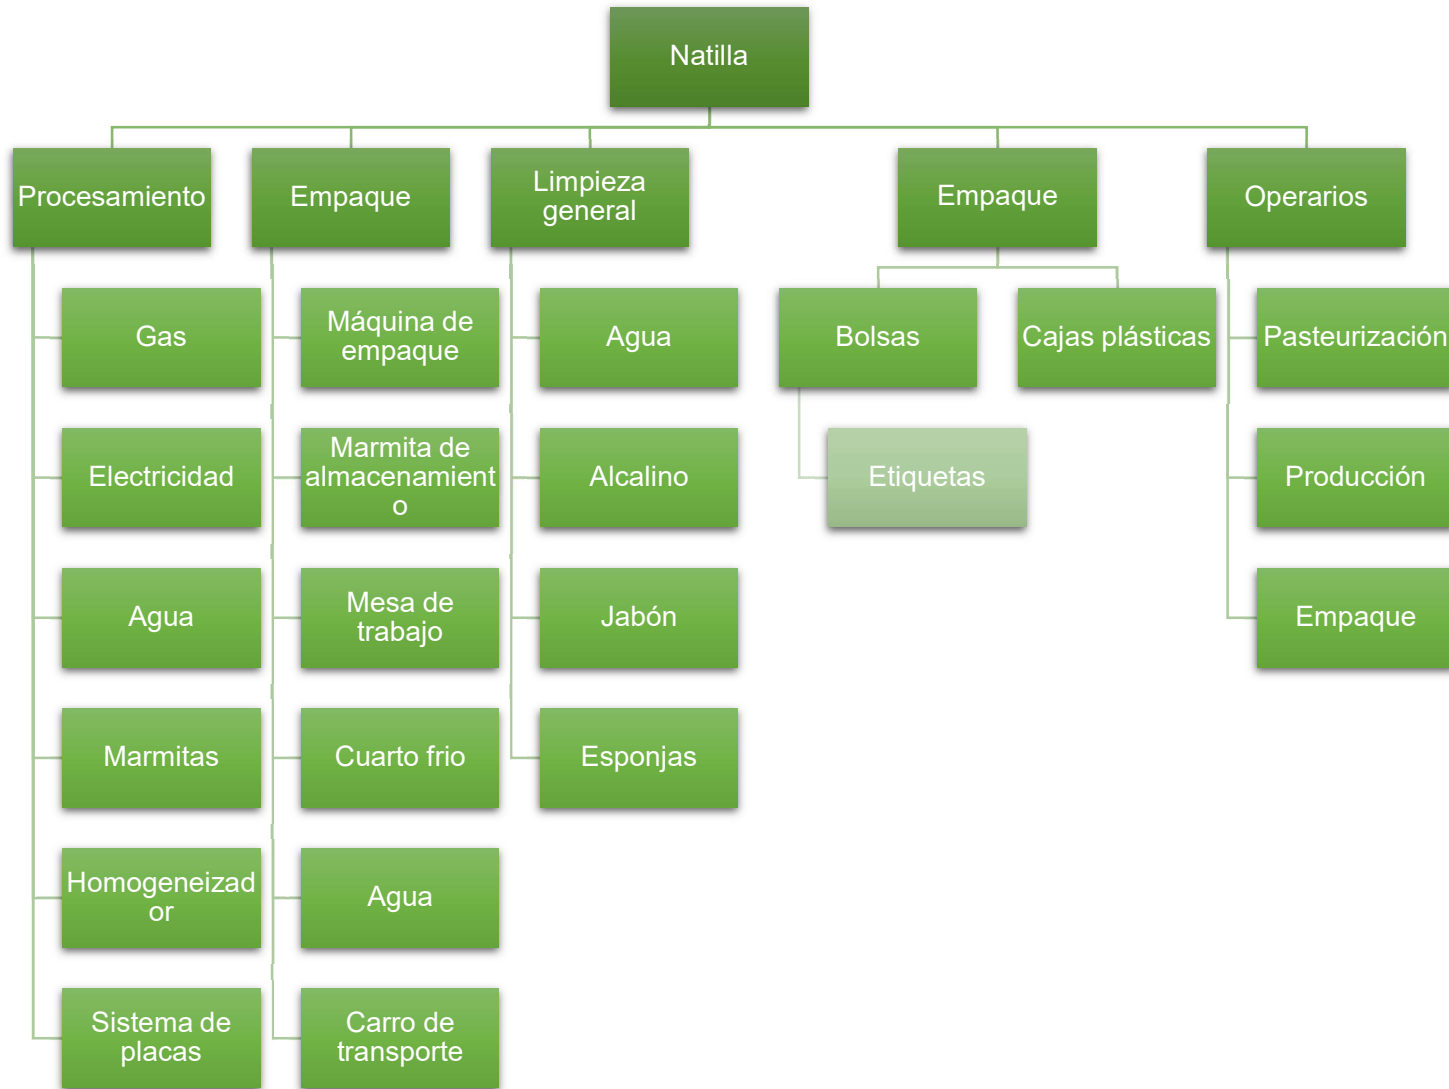 Natilla
Procesamiento
Empaque
Limpieza
general
Empaque
Operarios
Gas
Máquina de
empaque
Agua
Bolsas
Cajas plásticas
Pasteurización
Electricidad
Marmita de
almacenamient
o
Alcalino
Etiquetas
Producción
Agua
Mesa de
trabajo
Jabón
Empaque
Marmitas
Cuarto frio
Esponjas
Homogeneizad
or
Agua
Sistema de
placas
Carro de
transporte